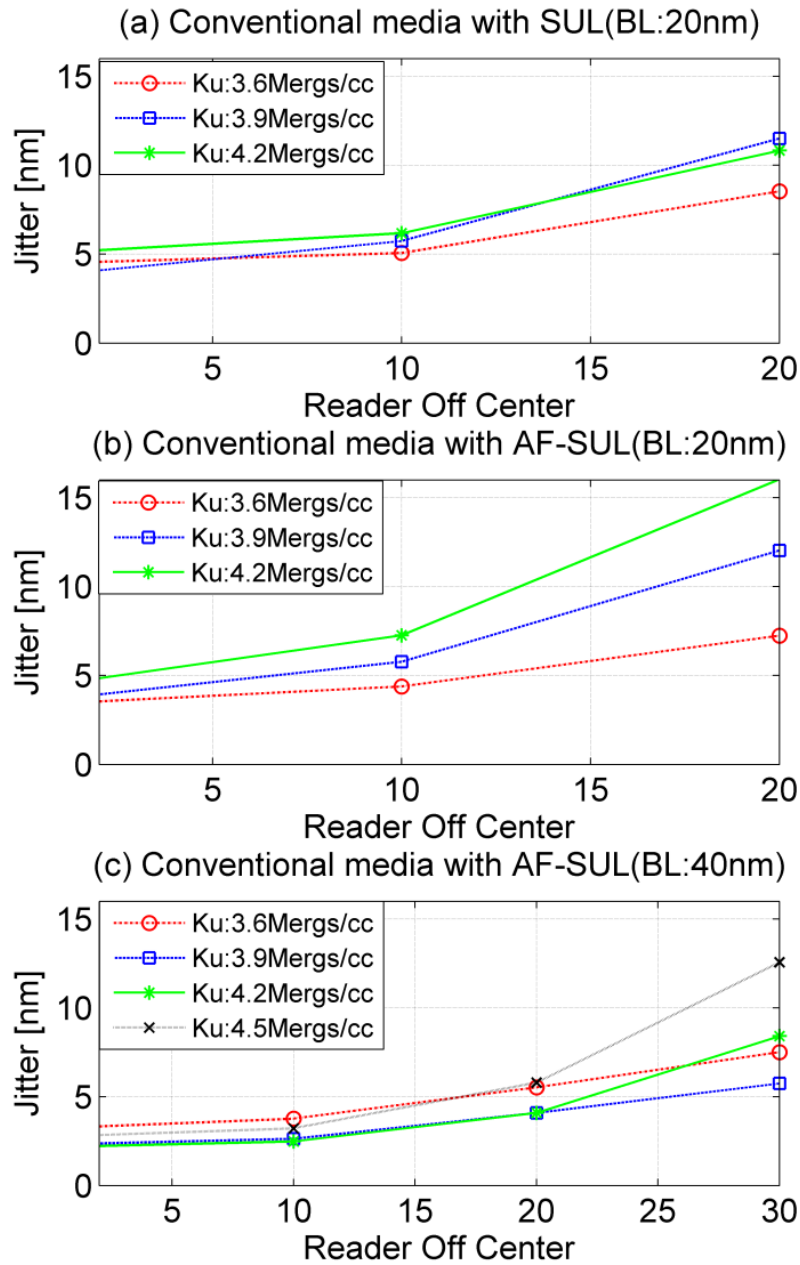 (a) Conventional media with SUL(BL:20nm)
15
10
5
0
Jitter [nm]
Ku:3.6Mergs/cc
Ku:3.9Mergs/cc
Ku:4.2Mergs/cc
5 10 15 20
Reader Off Center
(b) Conventional media with AF-SUL(BL:20nm)
15
10
5
0
Jitter [nm]
Ku:3.6Mergs/cc
Ku:3.9Mergs/cc
Ku:4.2Mergs/cc
5 10 15 20
Reader Off Center
(c) Conventional media with AF-SUL(BL:40nm)
15
10
5
0
Jitter [nm]
Ku:3.6Mergs/cc
Ku:3.9Mergs/cc
Ku:4.2Mergs/cc
Ku:4.5Mergs/cc
5 10 15 20 25 30
Reader Off Center